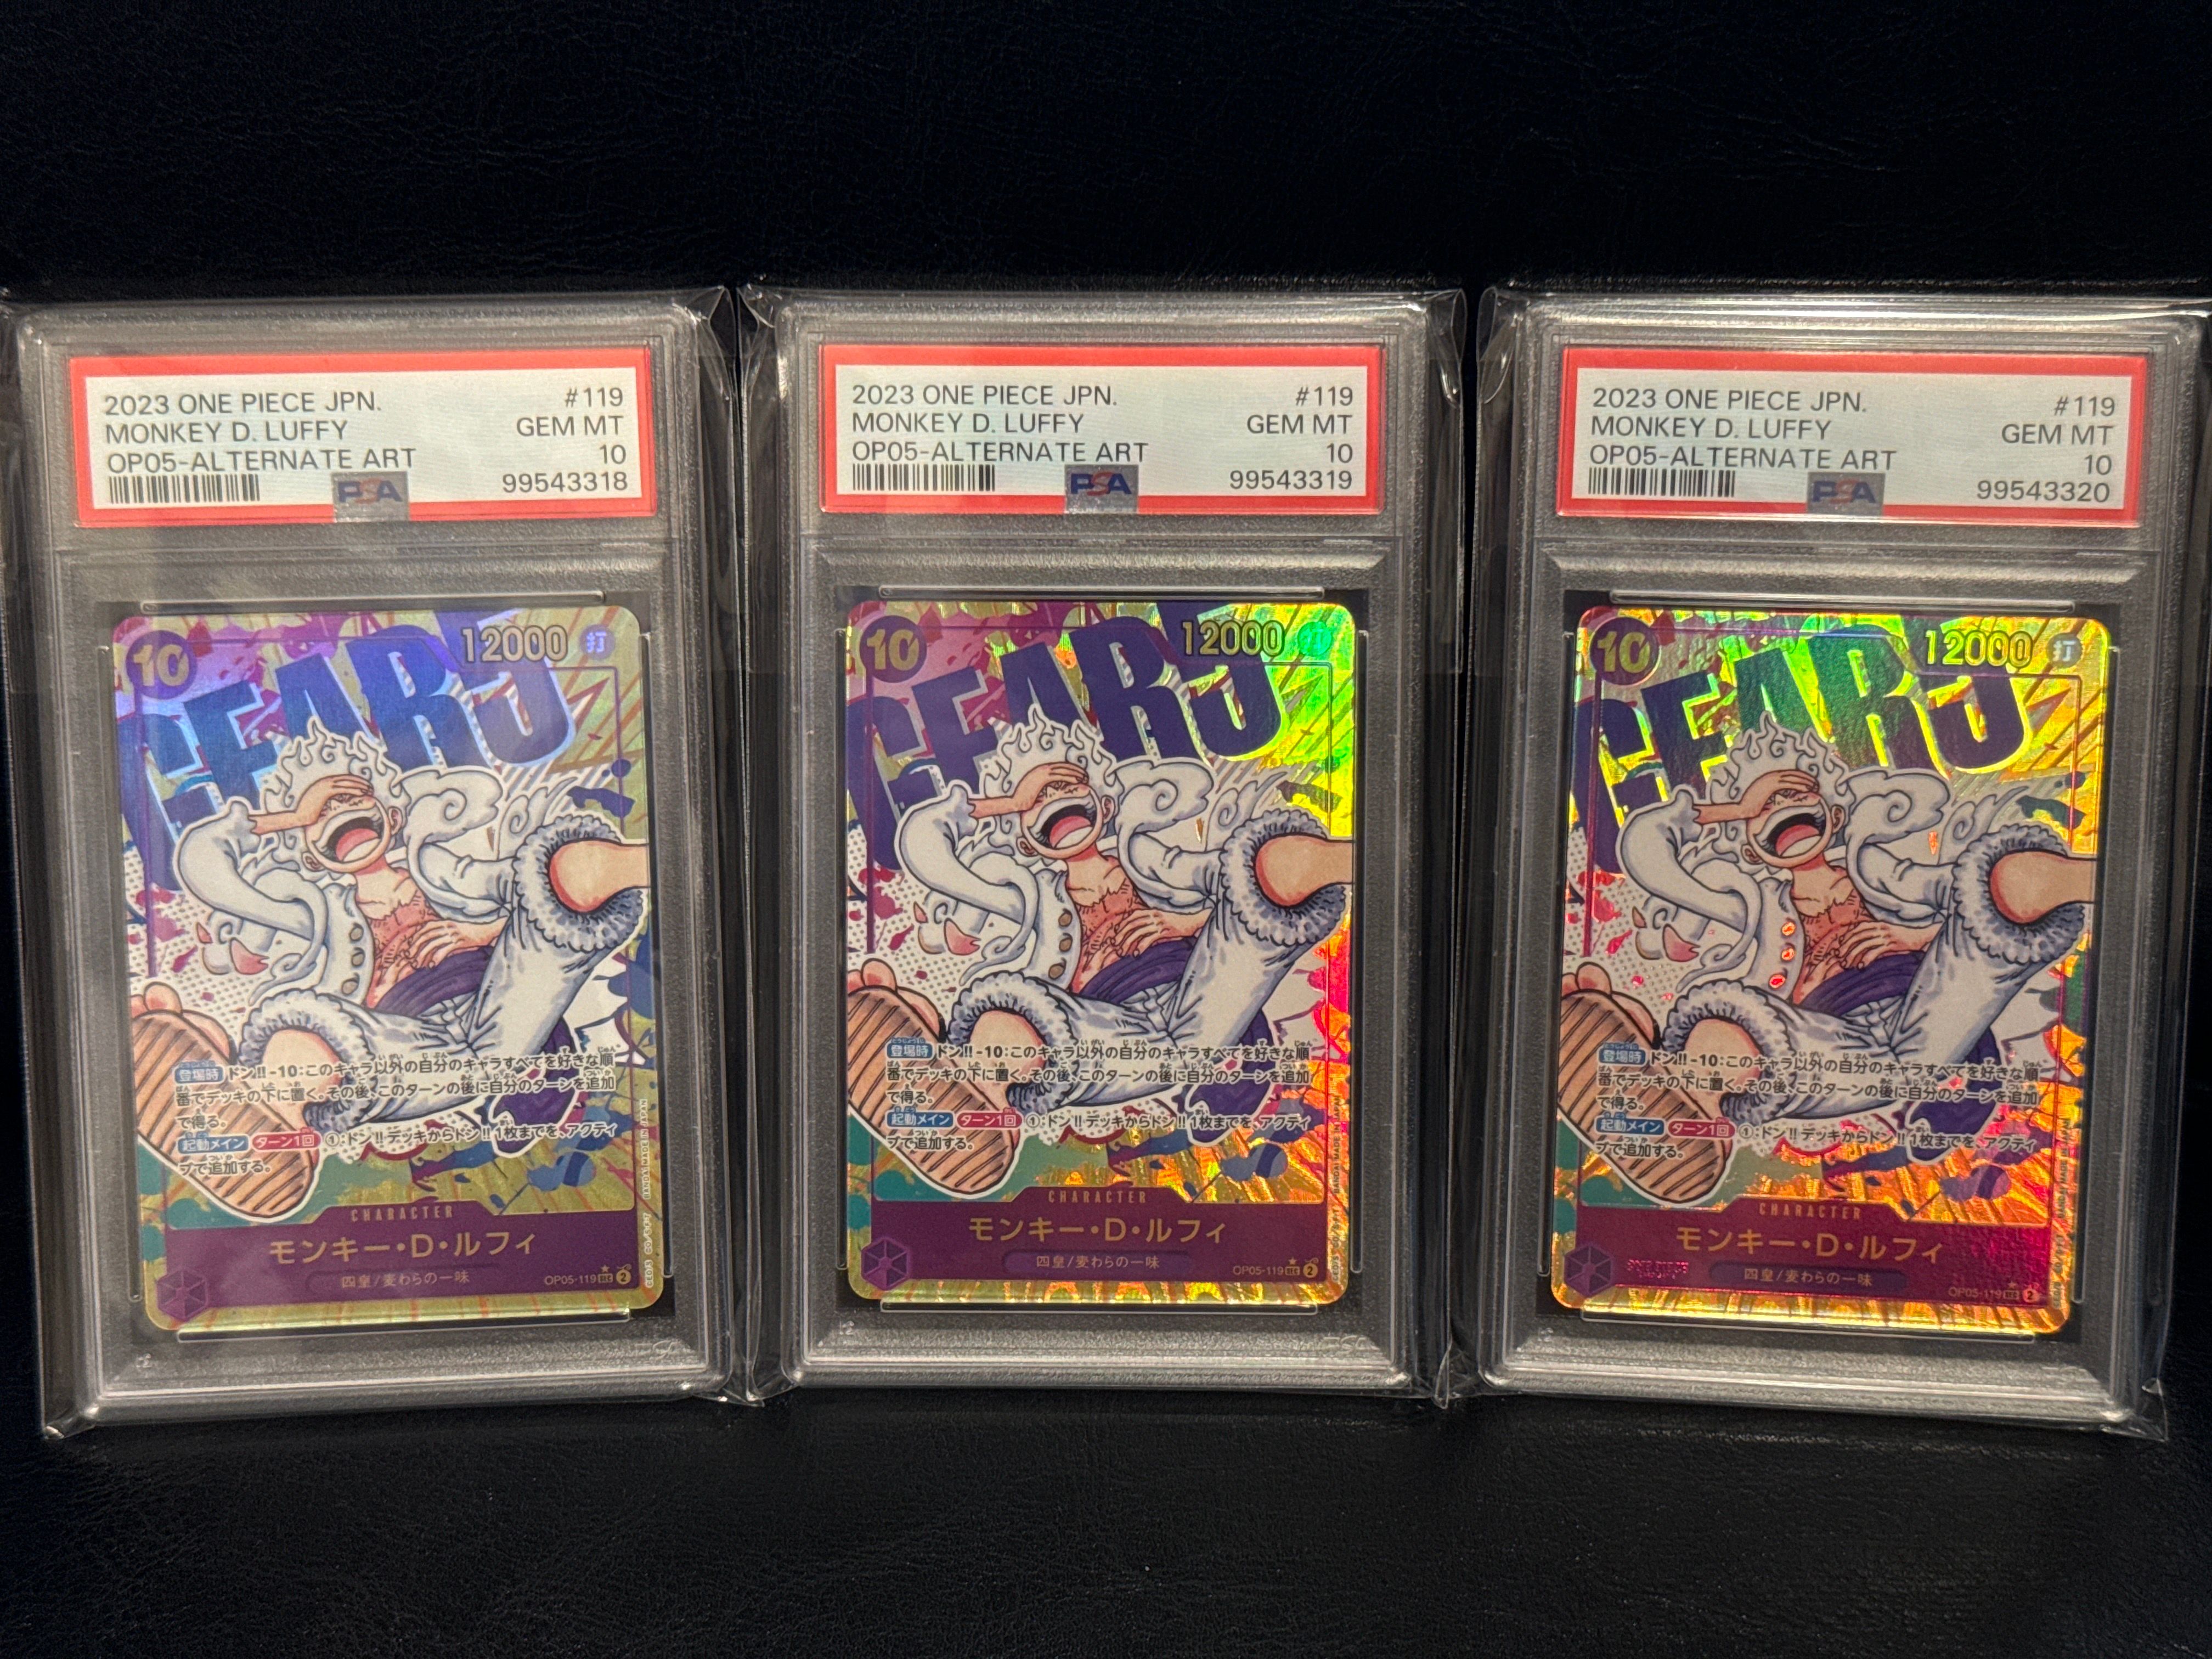 2023 ONE PIECE JPN. #119
MONKEY D. LUFFY GEM MT
OP05-ALTERNATE ART 10
PSA 99543318
10 12000 打
GEAR5
登場時 ドン!!-10:このキャラ以外の自分のキャラすべてを好きな順
番でデッキの下に置く。その後、このターンの後に自分のターンを追加
で得る。
起動メイン ターン1回 ①:ドン!!デッキからドン!!1枚までを、アクティ
ブで追加する。
CHARACTER
モンキー・D・ルフィ
四皇/麦わらの一味
OP05-119 SEC 2
2023 ONE PIECE JPN. #119
MONKEY D. LUFFY GEM MT
OP05-ALTERNATE ART 10
PSA 99543319
10 12000 打
GEAR5
登場時 ドン!!-10:このキャラ以外の自分のキャラすべてを好きな順
番でデッキの下に置く。その後、このターンの後に自分のターンを追加
で得る。
起動メイン ターン1回 ①:ドン!!デッキからドン!!1枚までを、アクティ
ブで追加する。
CHARACTER
モンキー・D・ルフィ
四皇/麦わらの一味
OP05-119 SEC 2
2023 ONE PIECE JPN. #119
MONKEY D. LUFFY GEM MT
OP05-ALTERNATE ART 10
PSA 99543320
10 12000 打
GEAR5
登場時 ドン!!-10:このキャラ以外の自分のキャラすべてを好きな順
番でデッキの下に置く。その後、このターンの後に自分のターンを追加
で得る。
起動メイン ターン1回 ①:ドン!!デッキからドン!!1枚までを、アクティ
ブで追加する。
CHARACTER
モンキー・D・ルフィ
ONE PIECE
四皇/麦わらの一味
OP05-119 SEC 2